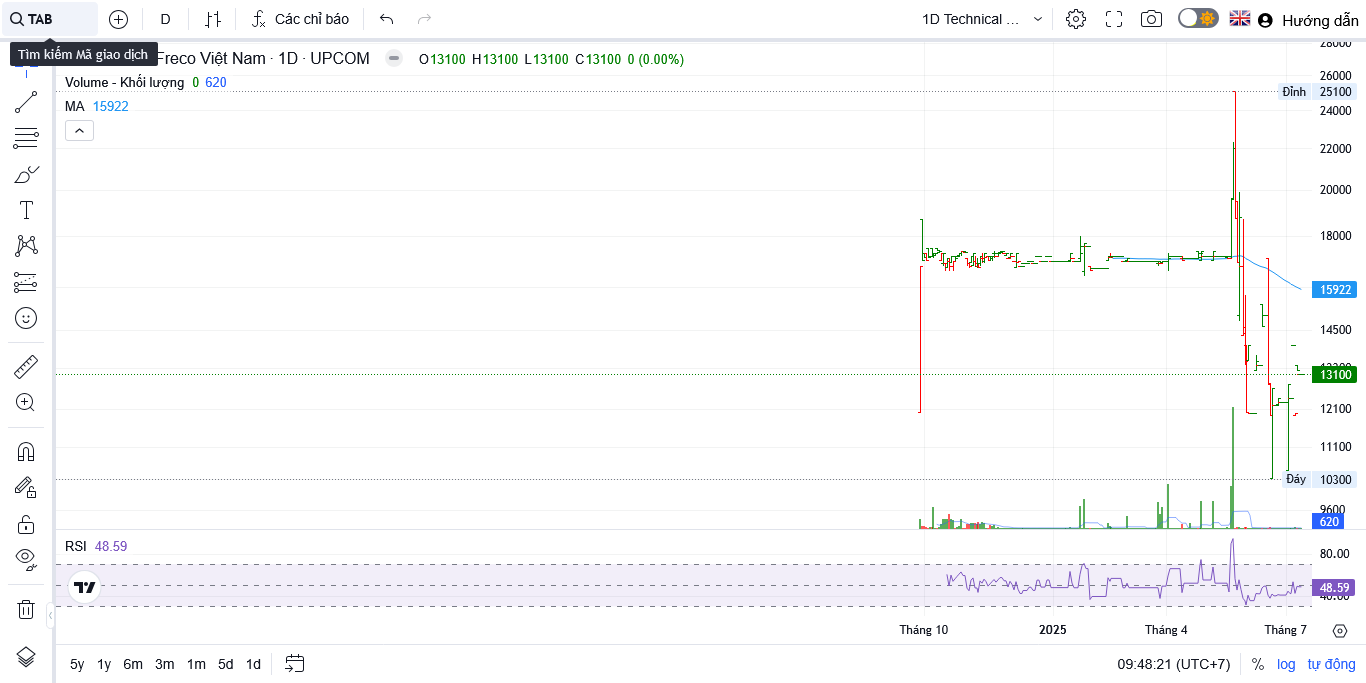 TAB
D
Các chỉ báo
1D Technical ...
Hướng dẫn
Tìm kiếm Mã giao dịch
Freco Việt Nam · 1D · UPCOM
O13100 H13100 L13100 C13100 0 (0.00%)
Volume - Khối lượng 0 620
MA 15922
28000
26000
Đỉnh 25100
24000
22000
20000
18000
15922
14500
13100
12100
11100
Đáy 10300
9600
620
RSI 48.59
80.00
48.59
40.00
Tháng 10
2025
Tháng 4
Tháng 7
5y 1y 6m 3m 1m 5d 1d
09:48:21 (UTC+7)
% log tự động